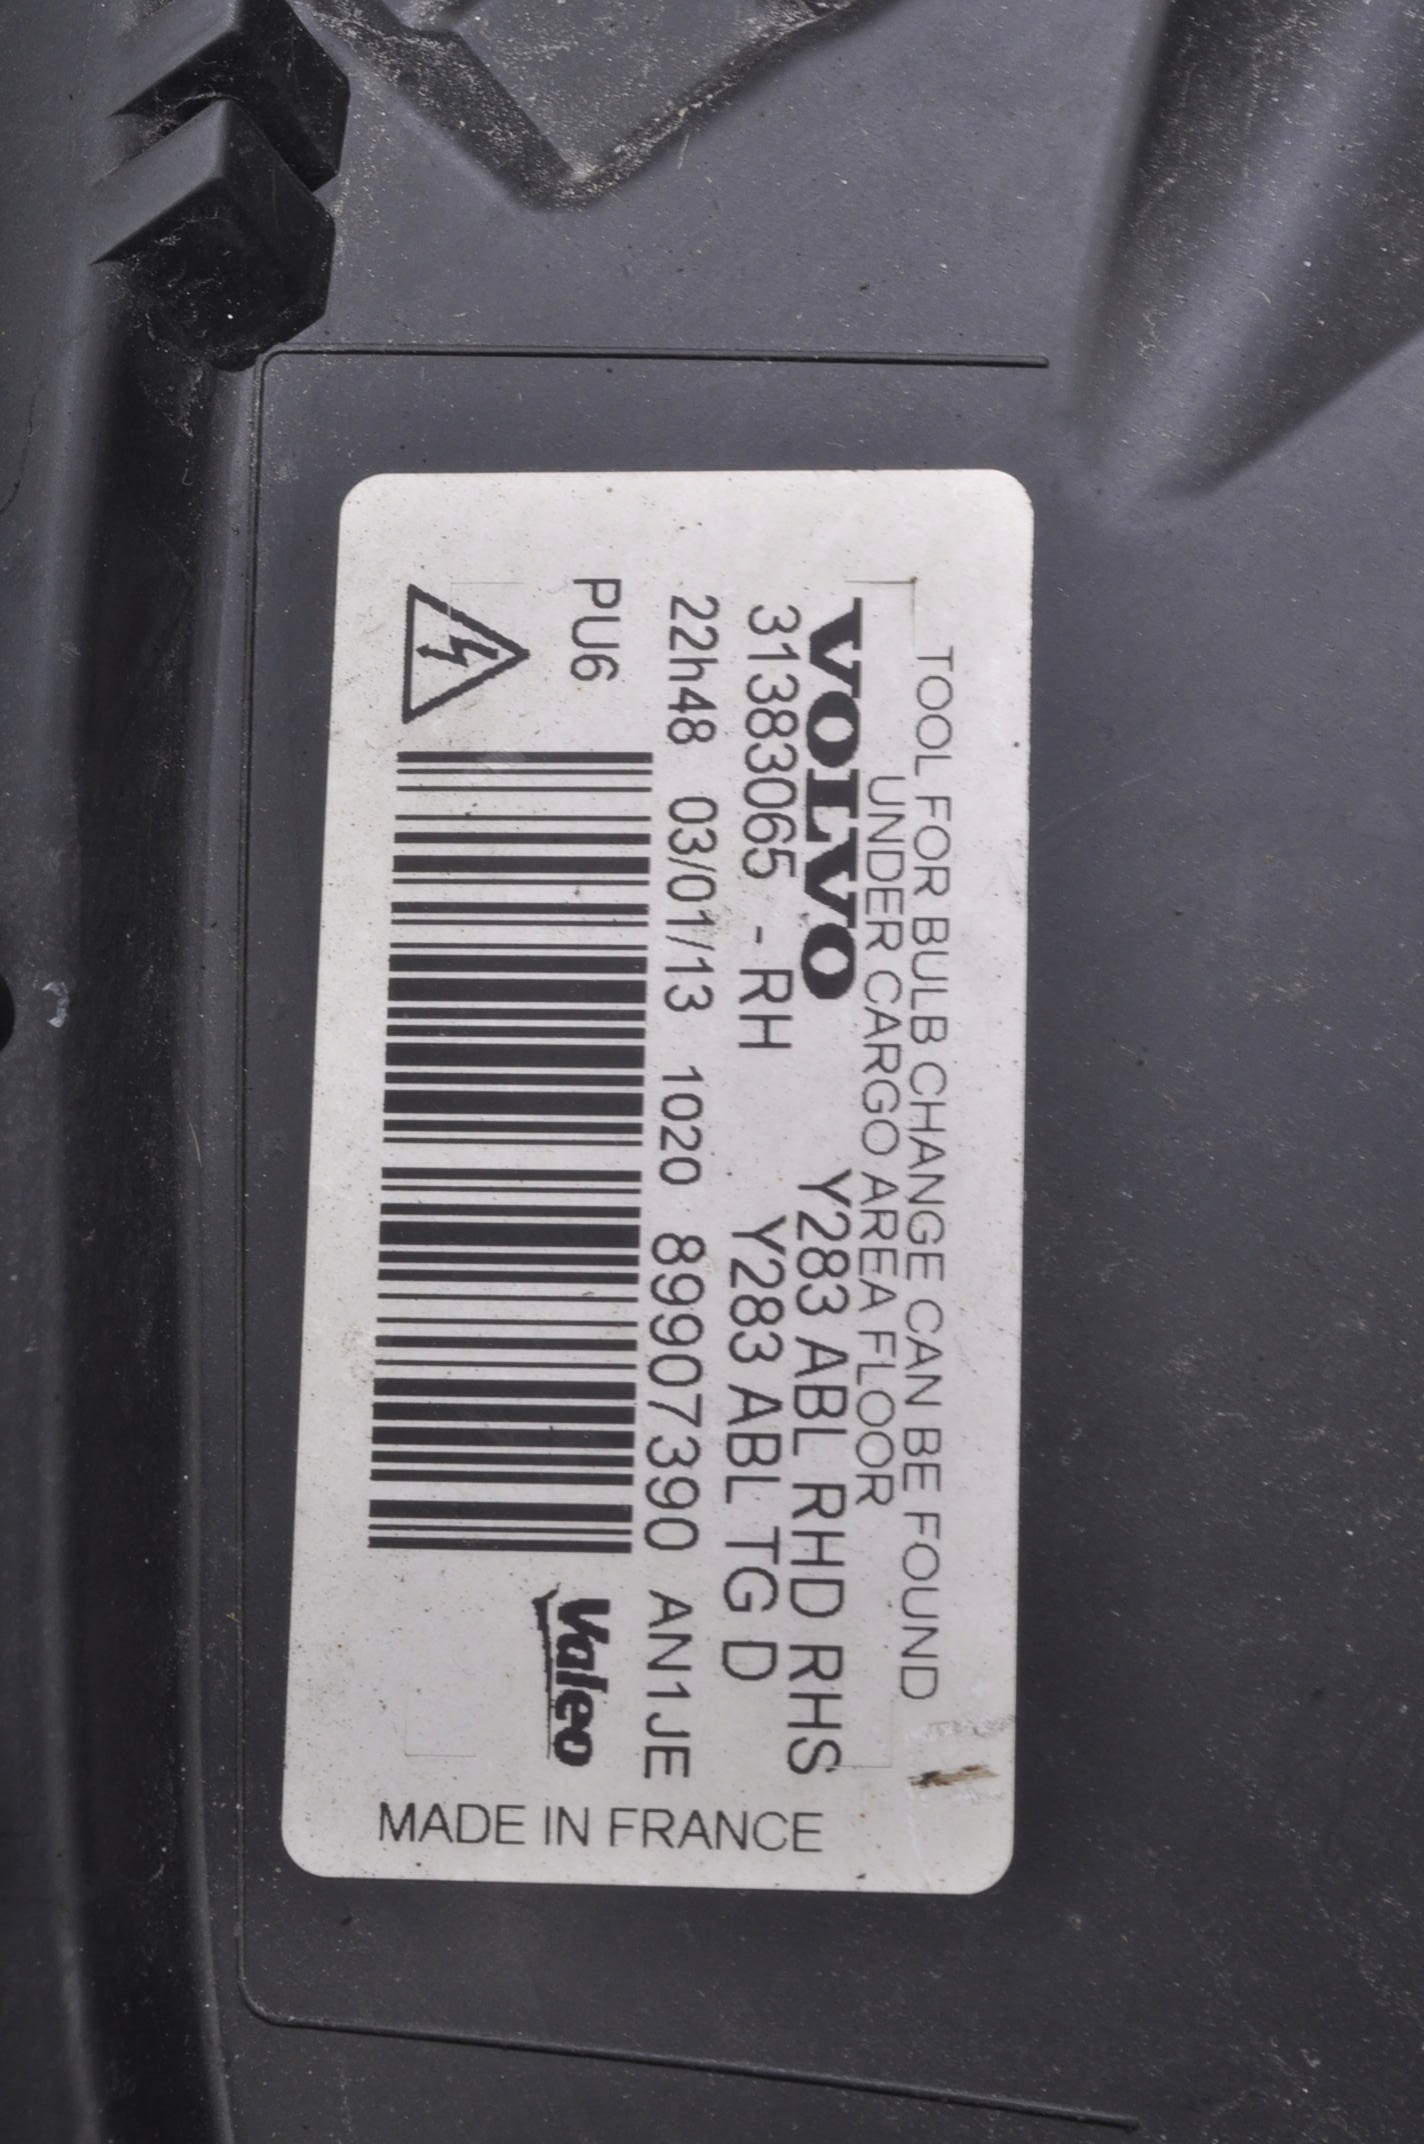 TOOL FOR BULB CHANGE CAN BE FOUND
UNDER CARGO AREA FLOOR
VOLVO Y283 ABL RHD RHS
31383065 - RH Y283 ABL TG D
22h48 03/01/13 1020 89907390 AN1JE
PU6
Valeo
MADE IN FRANCE